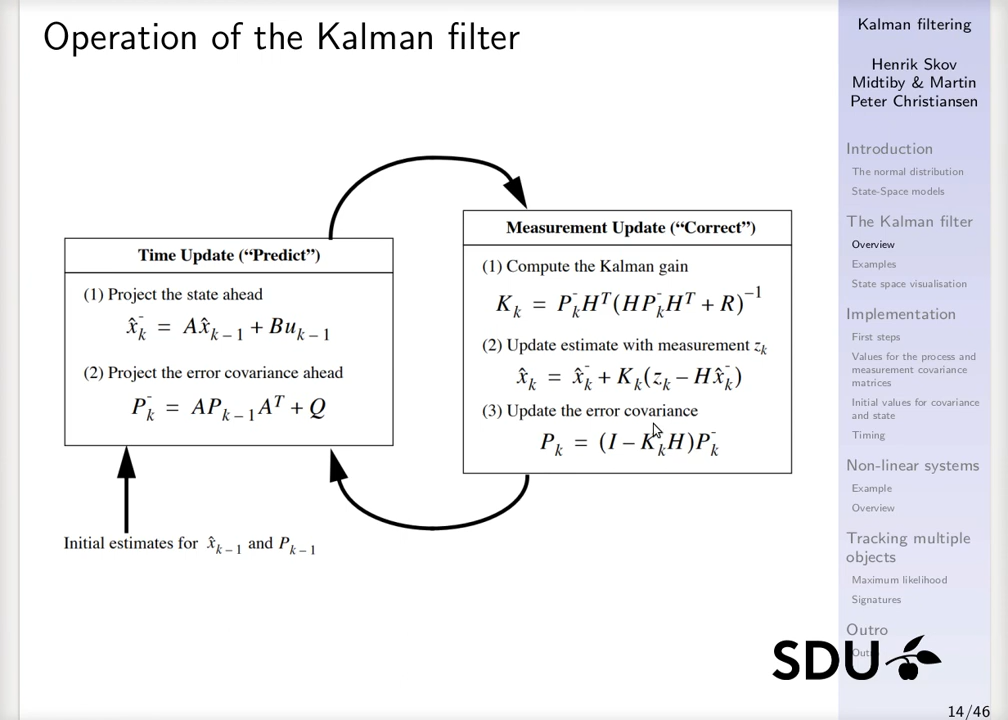 Operation of the Kalman filter
Time Update (“Predict”)
(1) Project the state ahead
x̂ₖ⁻ = Ax̂ₖ₋₁ + Buₖ₋₁
(2) Project the error covariance ahead
Pₖ⁻ = APₖ₋₁Aᵀ + Q
Initial estimates for x̂ₖ₋₁ and Pₖ₋₁
Measurement Update (“Correct”)
(1) Compute the Kalman gain
Kₖ = Pₖ⁻Hᵀ(HPₖ⁻Hᵀ + R)⁻¹
(2) Update estimate with measurement zₖ
x̂ₖ = x̂ₖ⁻ + Kₖ(zₖ − Hx̂ₖ⁻)
(3) Update the error covariance
Pₖ = (I − KₖH)Pₖ⁻
Kalman filtering
Henrik Skov
Midtiby & Martin
Peter Christiansen
Introduction
The normal distribution
State-Space models
The Kalman filter
Overview
Examples
State space visualisation
Implementation
First steps
Values for the process and
measurement covariance
matrices
Initial values for covariance
and state
Timing
Non-linear systems
Example
Overview
Tracking multiple
objects
Maximum likelihood
Signatures
Outro
SDU
14/46